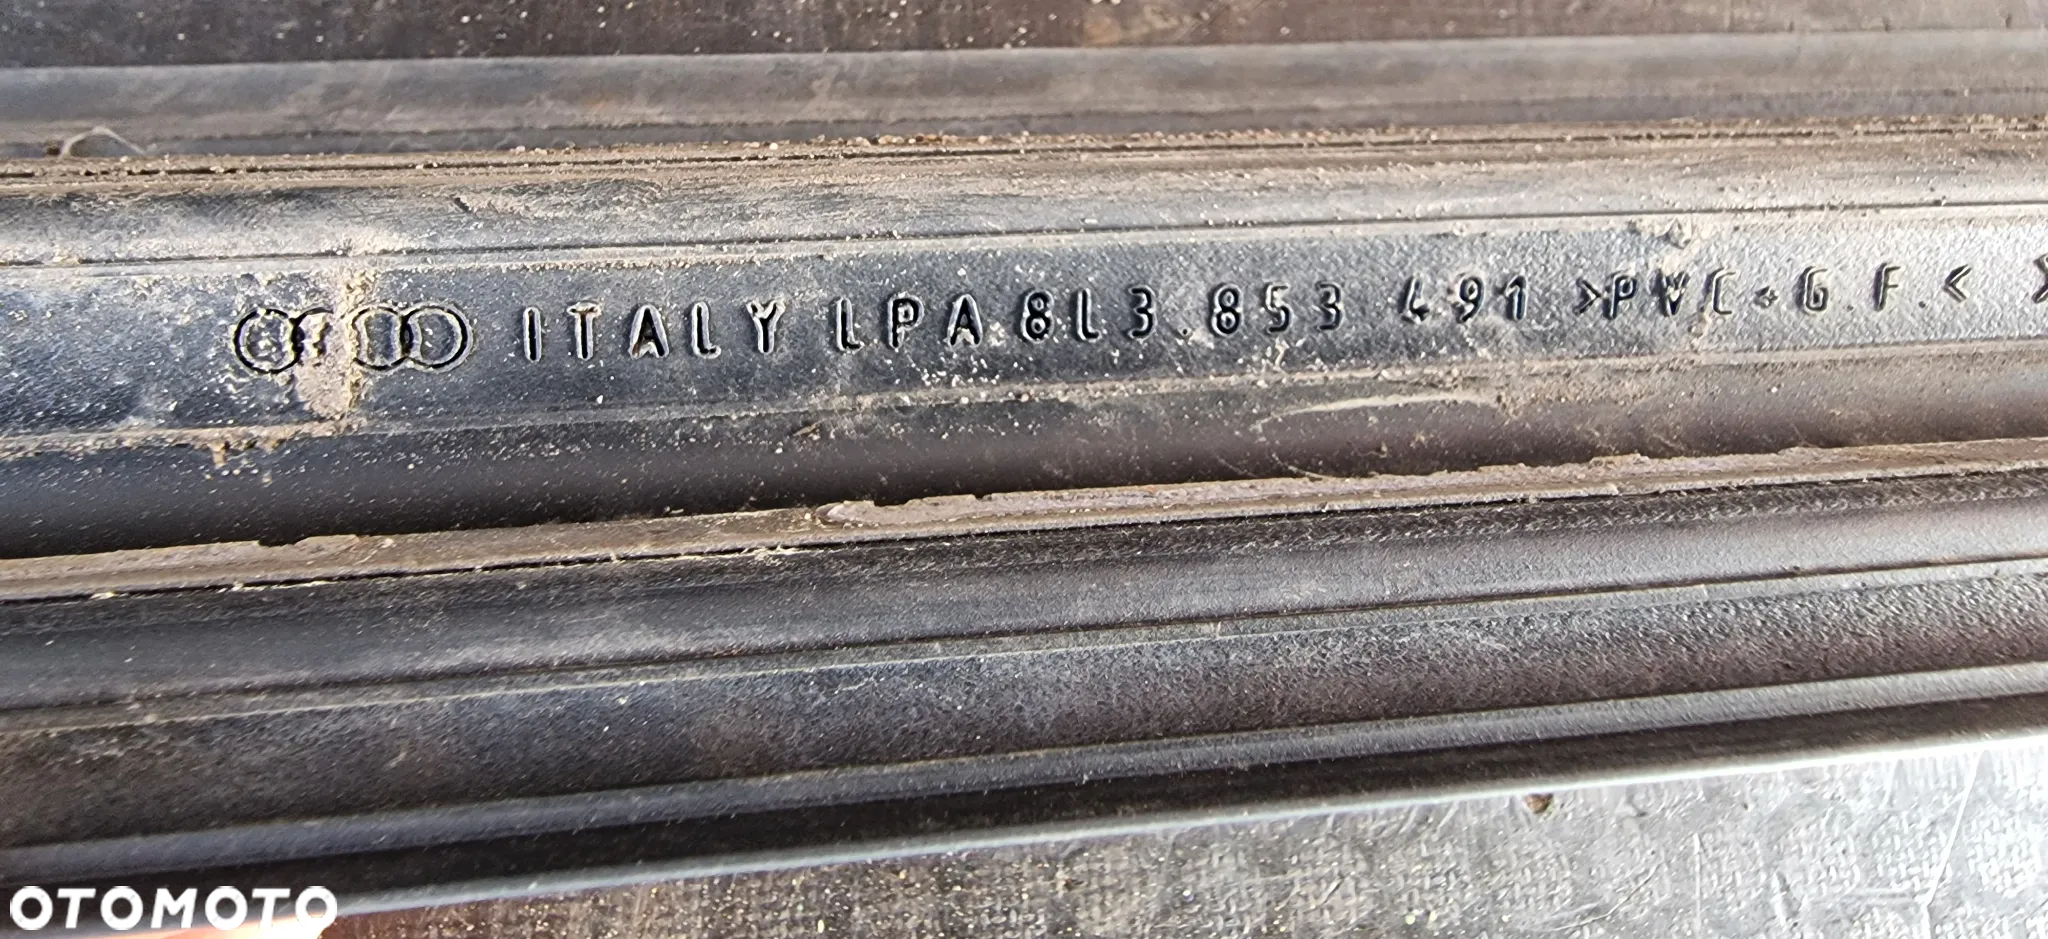 ITALY LPA 8L3.853 491 >PVC+G.F.<
OTOMOTO